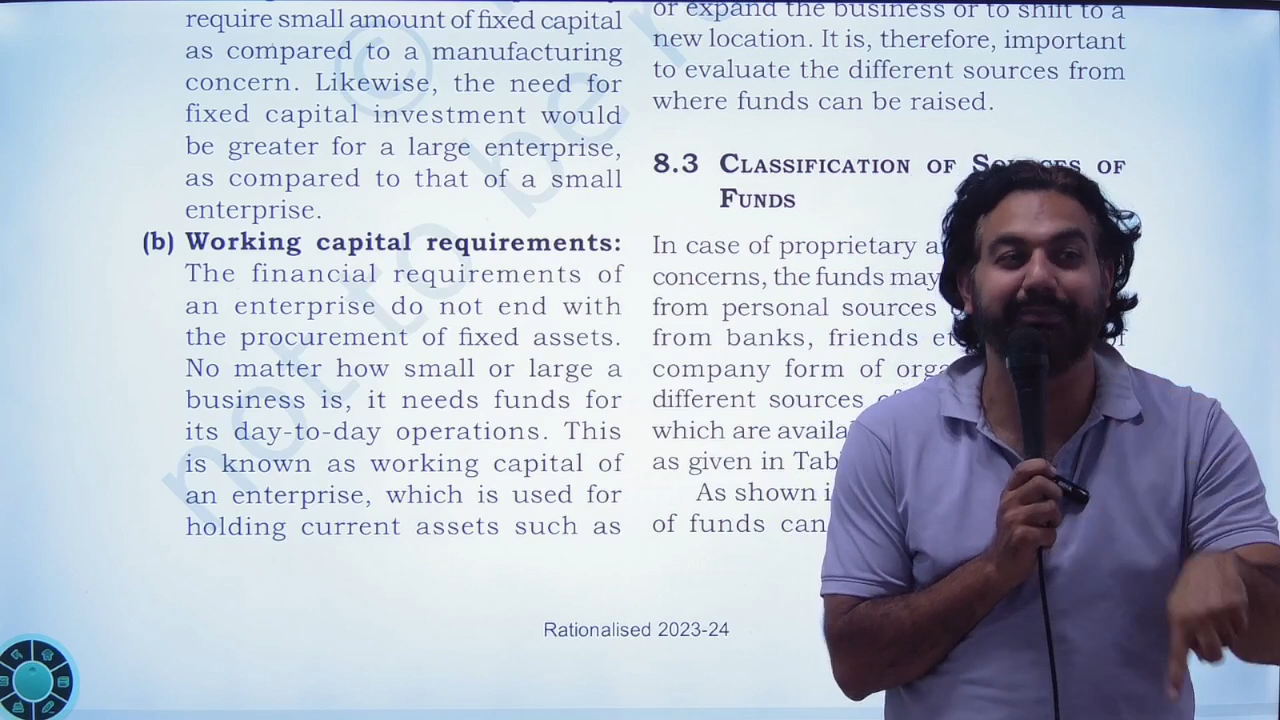 require small amount of fixed capital
as compared to a manufacturing
concern. Likewise, the need for
fixed capital investment would
be greater for a large enterprise,
as compared to that of a small
enterprise.
(b) Working capital requirements:
The financial requirements of
an enterprise do not end with
the procurement of fixed assets.
No matter how small or large a
business is, it needs funds for
its day-to-day operations. This
is known as working capital of
an enterprise, which is used for
holding current assets such as
or expand the business or to shift to a
new location. It is, therefore, important
to evaluate the different sources from
where funds can be raised.
8.3 CLASSIFICATION OF SOURCES OF
FUNDS
In case of proprietary
concerns, the funds may
from personal sources
from banks, friends
company form of
different sources
which are
as given in
As shown
of funds can
Rationalised 2023-24
© not to be